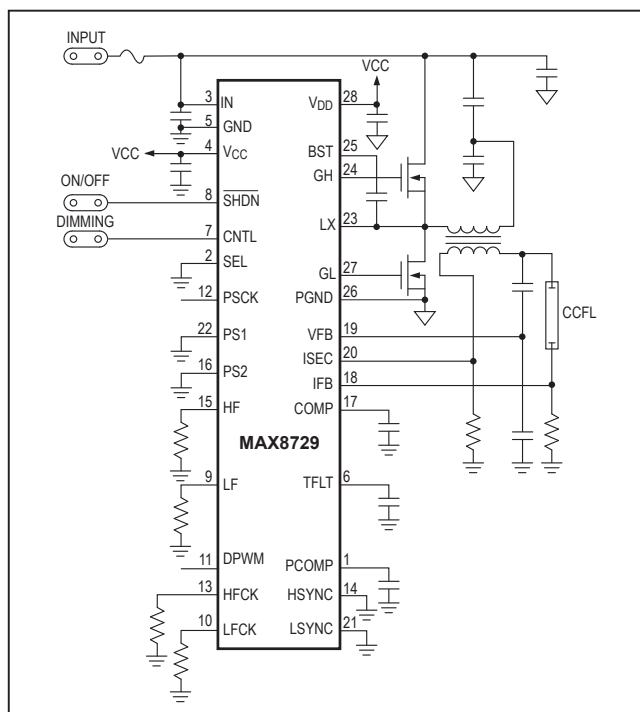 INPUT
VCC
3 IN
5 GND
4 VCC
VCC
ON/OFF
8 SHDN
DIMMING
7 CNTL
2 SEL
12 PSCK
22 PS1
16 PS2
15 HF
MAX8729
9 LF
11 DPWM
13 HFCK
10 LFCK
VDD 28
BST 25
GH 24
LX 23
GL 27
PGND 26
VFB 19
ISEC 20
IFB 18
COMP 17
TFLT 6
PCOMP 1
HSYNC 14
LSYNC 21
CCFL